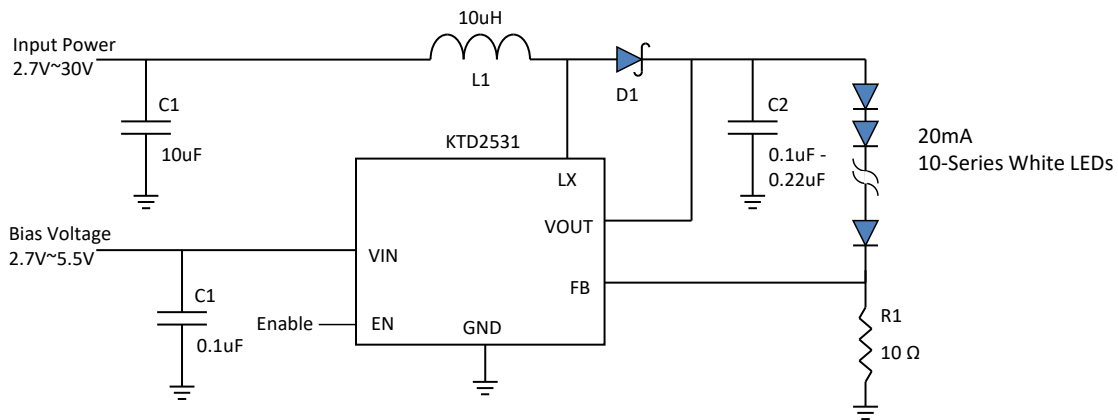 10uH
Input Power
2.7V~30V
L1
D1
C1
10uF
C2
0.1uF -
0.22uF
20mA
10-Series White LEDs
KTD2531
LX
VOUT
Bias Voltage
2.7V~5.5V
VIN
FB
C1
0.1uF
Enable
EN
GND
R1
10 Ω